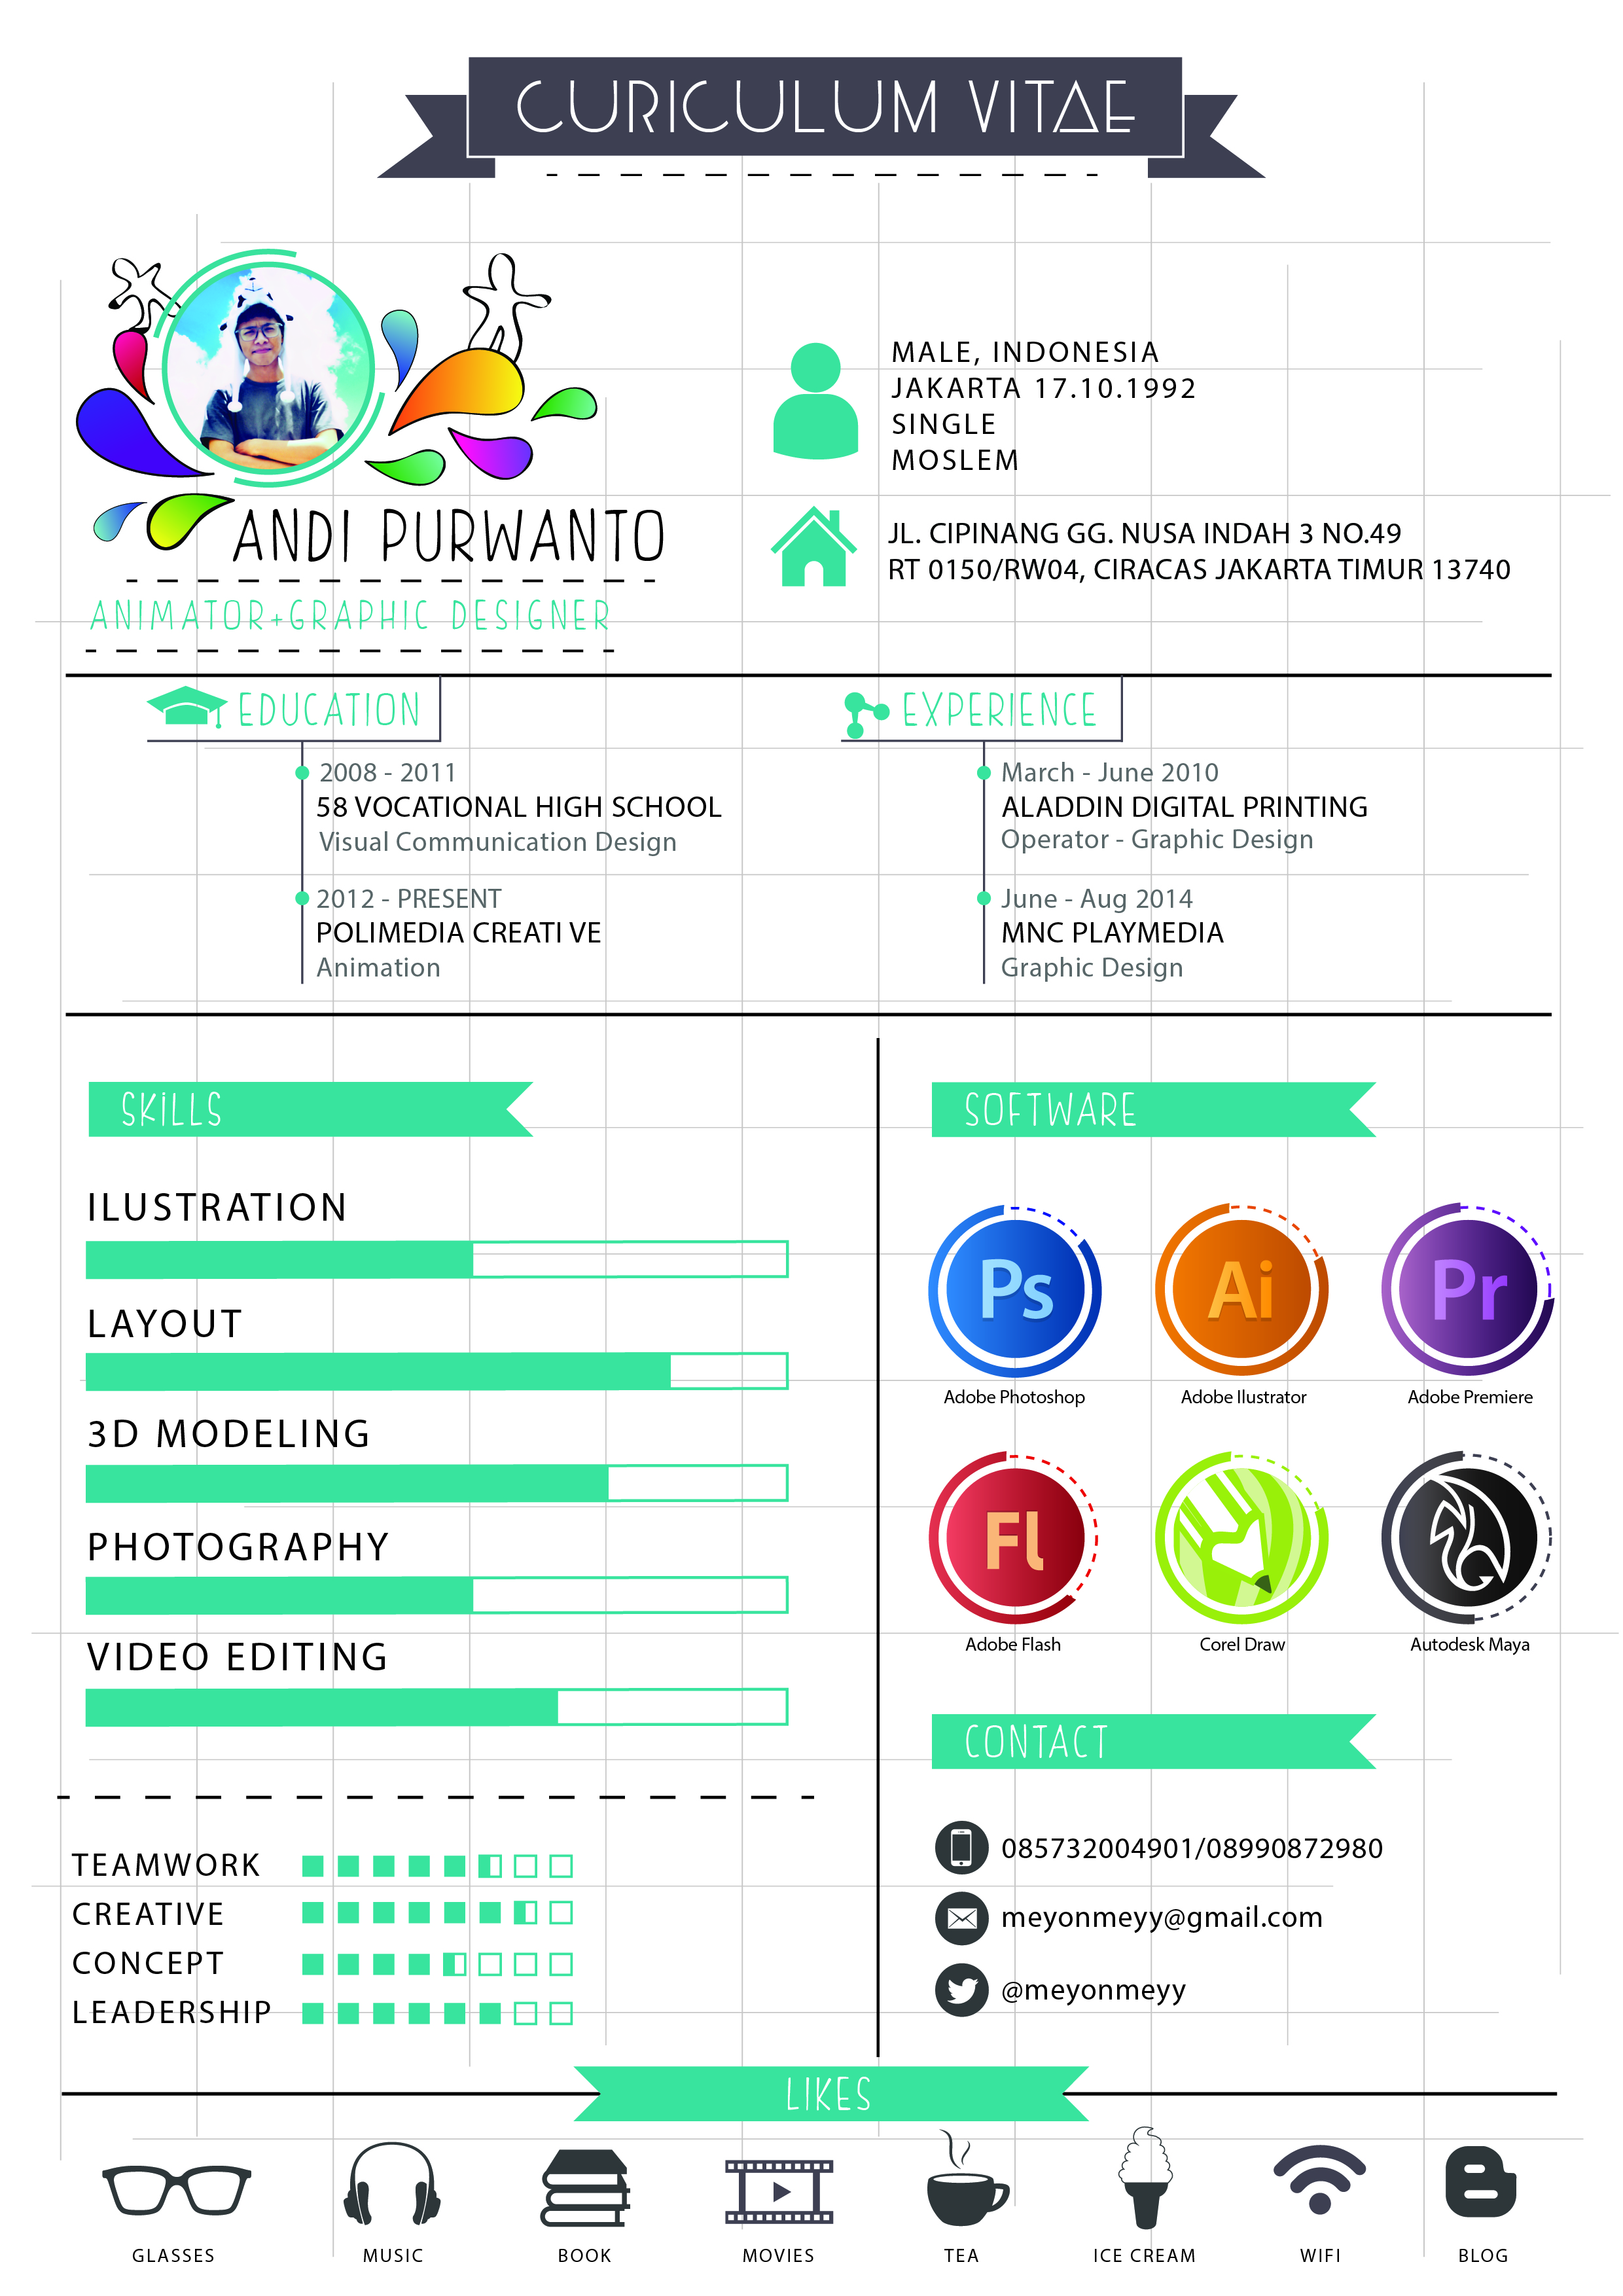 CURICULUM VITAE
MALE, INDONESIA
JAKARTA 17.10.1992
SINGLE
MOSLEM
JL. CIPINANG GG. NUSA INDAH 3 NO.49
RT 0150/RW04, CIRACAS JAKARTA TIMUR 13740
ANDI PURWANTO
ANIMATOR+GRAPHIC DESIGNER
EDUCATION
2008 - 2011
58 VOCATIONAL HIGH SCHOOL
Visual Communication Design
2012 - PRESENT
POLIMEDIA CREATI VE
Animation
EXPERIENCE
March - June 2010
ALADDIN DIGITAL PRINTING
Operator - Graphic Design
June - Aug 2014
MNC PLAYMEDIA
Graphic Design
SKILLS
ILUSTRATION
LAYOUT
3D MODELING
PHOTOGRAPHY
VIDEO EDITING
TEAMWORK
CREATIVE
CONCEPT
LEADERSHIP
SOFTWARE
Ps Ai Pr
Adobe Photoshop Adobe Ilustrator Adobe Premiere
Fl
Adobe Flash Corel Draw Autodesk Maya
CONTACT
085732004901/08990872980
meyonmeyy@gmail.com
@meyonmeyy
LIKES
GLASSES MUSIC BOOK MOVIES TEA ICE CREAM WIFI BLOG